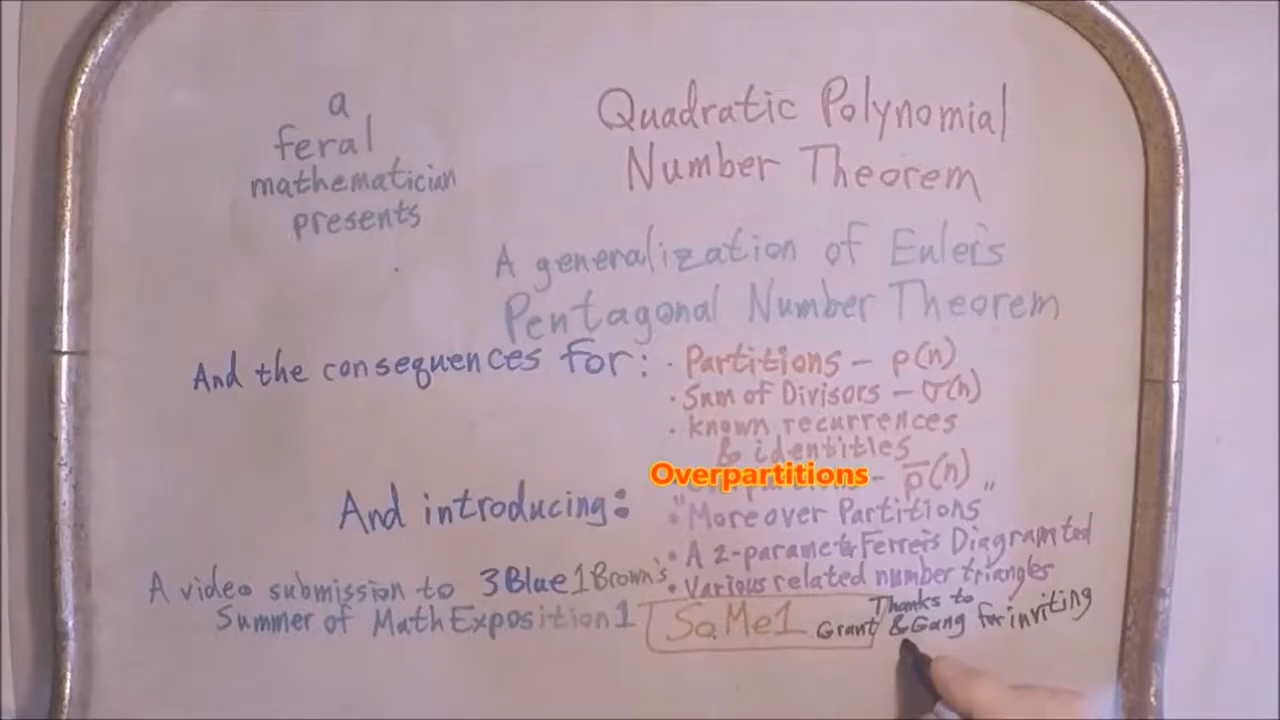 a
feral
mathematician
presents
Quadratic Polynomial
Number Theorem
A generalization of Euler's
Pentagonal Number Theorem
And the consequences for:
· Partitions - p(n)
· Sum of Divisors - σ(n)
· known recurrences
& identities
Overpartitions - p̅(n)
And introducing:
• "Moreover Partitions"
• A 2-parameter Ferrers Diagram
• Various related number triangles
A video submission to 3Blue1Brown's
Summer of Math Exposition 1
SoMe1
Thanks to
Grant & Gang for inviting